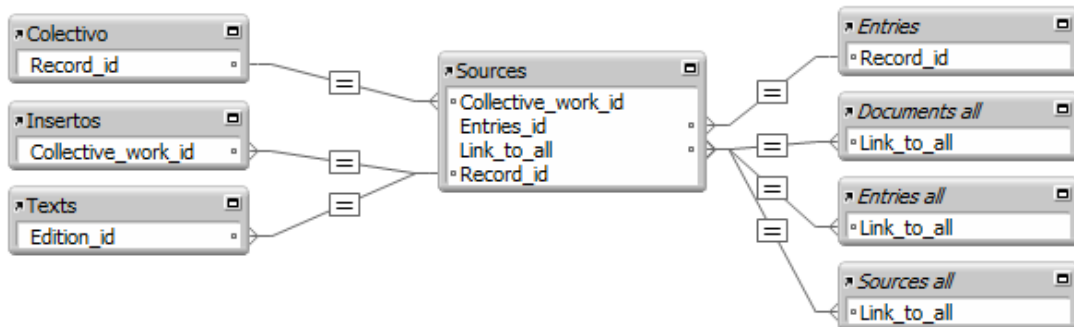 Colectivo
Record_id
Insertos
Collective_work_id
Texts
Edition_id
Sources
Collective_work_id
Entries_id
Link_to_all
Record_id
Entries
Record_id
Documents all
Link_to_all
Entries all
Link_to_all
Sources all
Link_to_all